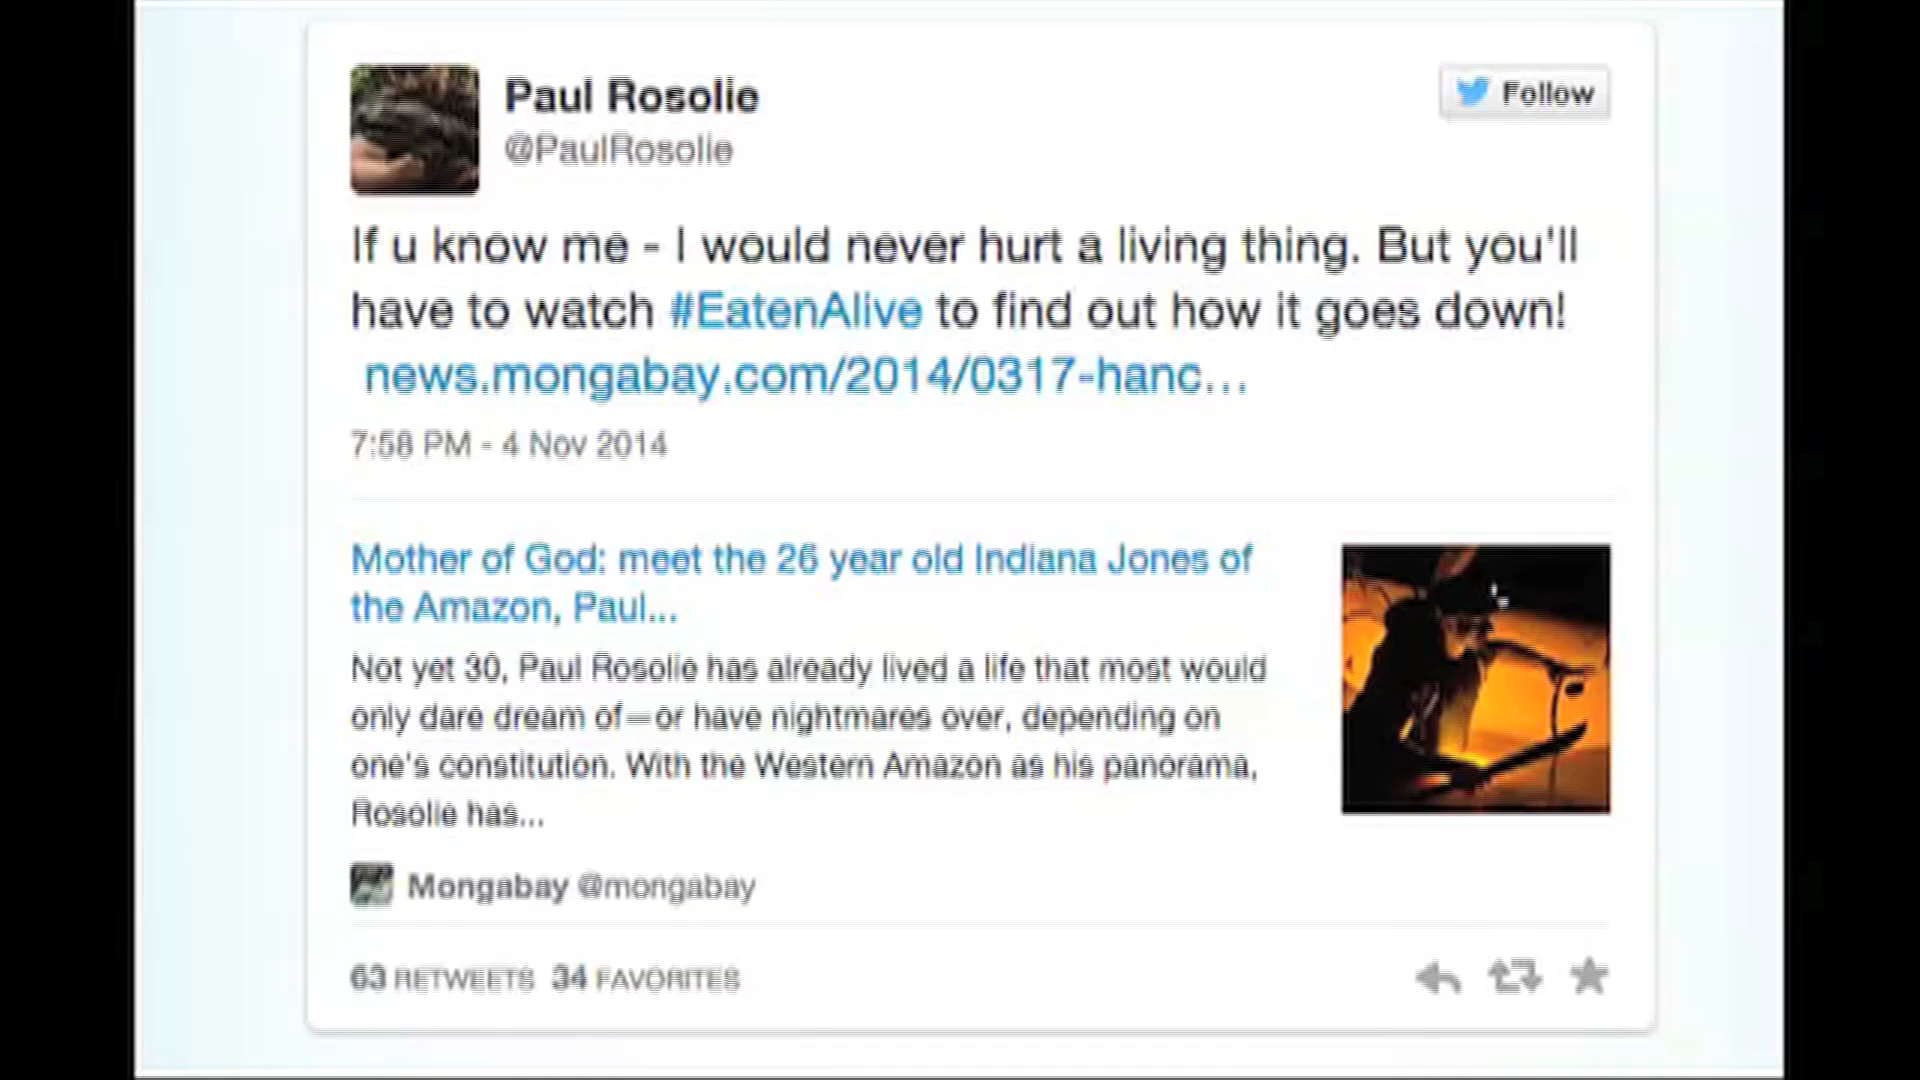 Paul Rosolie
Follow
@PaulRosolie
If u know me - I would never hurt a living thing. But you'll
have to watch #EatenAlive to find out how it goes down!
news.mongabay.com/2014/0317-hanc...
7:58 PM - 4 Nov 2014
Mother of God: meet the 26 year old Indiana Jones of
the Amazon, Paul...
Not yet 30, Paul Rosolie has already lived a life that most would
only dare dream of—or have nightmares over, depending on
one's constitution. With the Western Amazon as his panorama,
Rosolie has...
Mongabay @mongabay
63 RETWEETS 34 FAVORITES